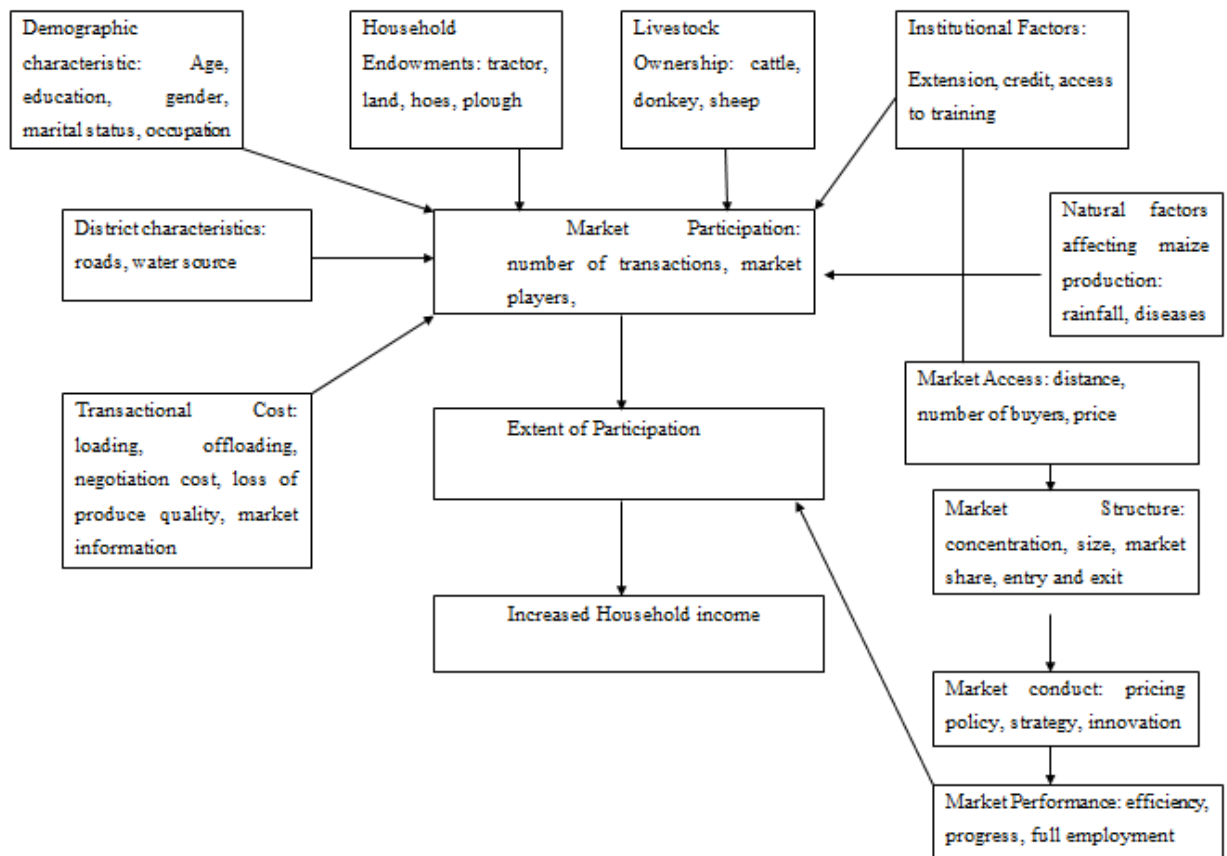 Demographic
characteristic: Age,
education, gender,
marital status, occupation
Household
Endowments: tractor,
land, hoes, plough
Livestock
Ownership: cattle,
donkey, sheep
Institutional Factors:
Extension, credit, access
to training
District characteristics:
roads, water source
Market Participation:
number of transactions, market
players,
Natural factors
affecting maize
production:
rainfall, diseases
Transactional Cost:
loading, offloading,
negotiation cost, loss of
produce quality, market
information
Extent of Participation
Market Access: distance,
number of buyers, price
Market Structure:
concentration, size, market
share, entry and exit
Increased Household income
Market conduct: pricing
policy, strategy, innovation
Market Performance: efficiency,
progress, full employment